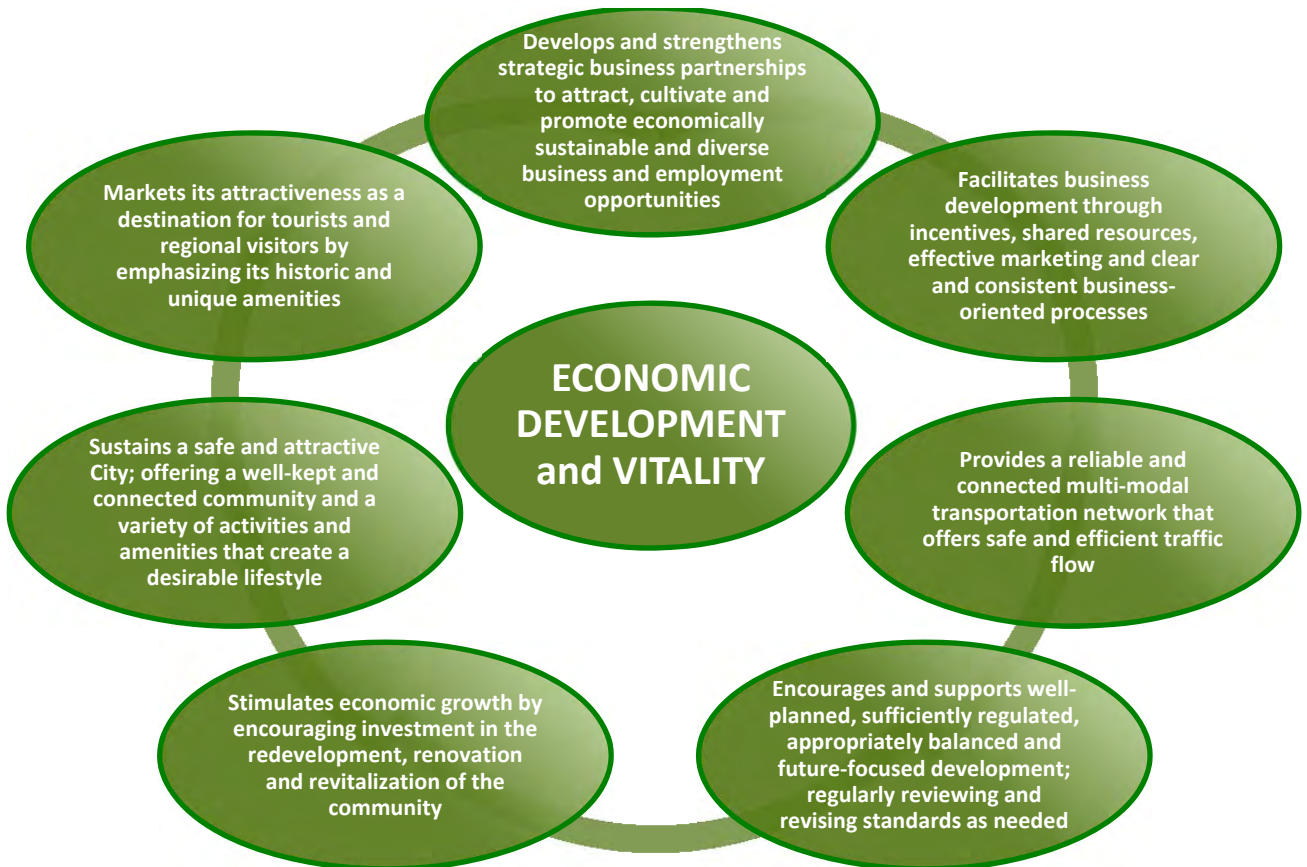 Develops and strengthens
strategic business partnerships
to attract, cultivate and
promote economically
sustainable and diverse
business and employment
opportunities
Facilitates business
development through
incentives, shared resources,
effective marketing and clear
and consistent business-
oriented processes
Provides a reliable and
connected multi-modal
transportation network that
offers safe and efficient traffic
flow
Encourages and supports well-
planned, sufficiently regulated,
appropriately balanced and
future-focused development;
regularly reviewing and
revising standards as needed
Stimulates economic growth by
encouraging investment in the
redevelopment, renovation
and revitalization of the
community
Sustains a safe and attractive
City; offering a well-kept and
connected community and a
variety of activities and
amenities that create a
desirable lifestyle
Markets its attractiveness as a
destination for tourists and
regional visitors by
emphasizing its historic and
unique amenities
ECONOMIC
DEVELOPMENT
and VITALITY